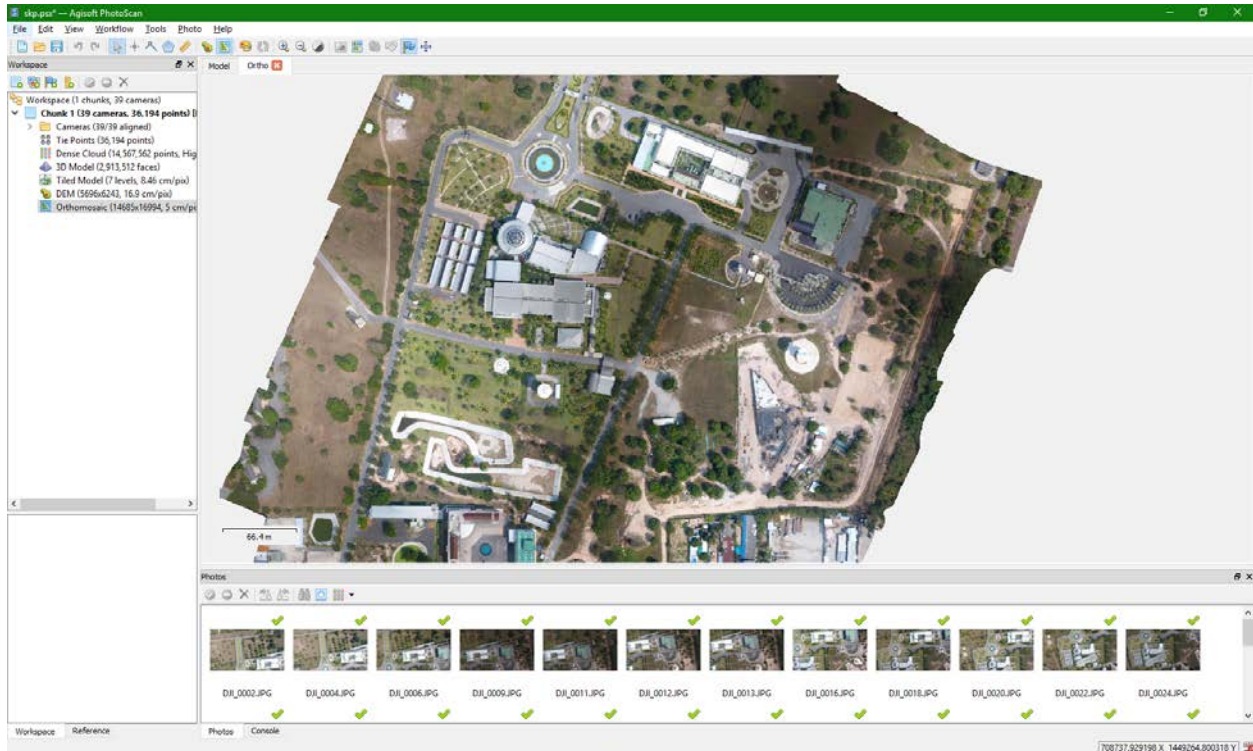 skp.psx* — Agisoft PhotoScan
File Edit View Workflow Tools Photo Help
Workspace
Model Ortho
Workspace (1 chunks, 39 cameras)
Chunk 1 (39 cameras, 36,194 points) [
Cameras (39/39 aligned)
Tie Points (36,194 points)
Dense Cloud (14,567,562 points, Hig
3D Model (2,913,512 faces)
Tiled Model (7 levels, 8.46 cm/pix)
DEM (5696x6243, 16.9 cm/pix)
Orthomosaic (14685x16994, 5 cm/pi
66.4 m
Photos
DJI_0002.JPG DJI_0004.JPG DJI_0006.JPG DJI_0009.JPG DJI_0011.JPG DJI_0012.JPG DJI_0013.JPG DJI_0016.JPG DJI_0018.JPG DJI_0020.JPG DJI_0022.JPG DJI_0024.JPG
Workspace Reference
Photos Console
708737.929198 X 1449264.800318 Y